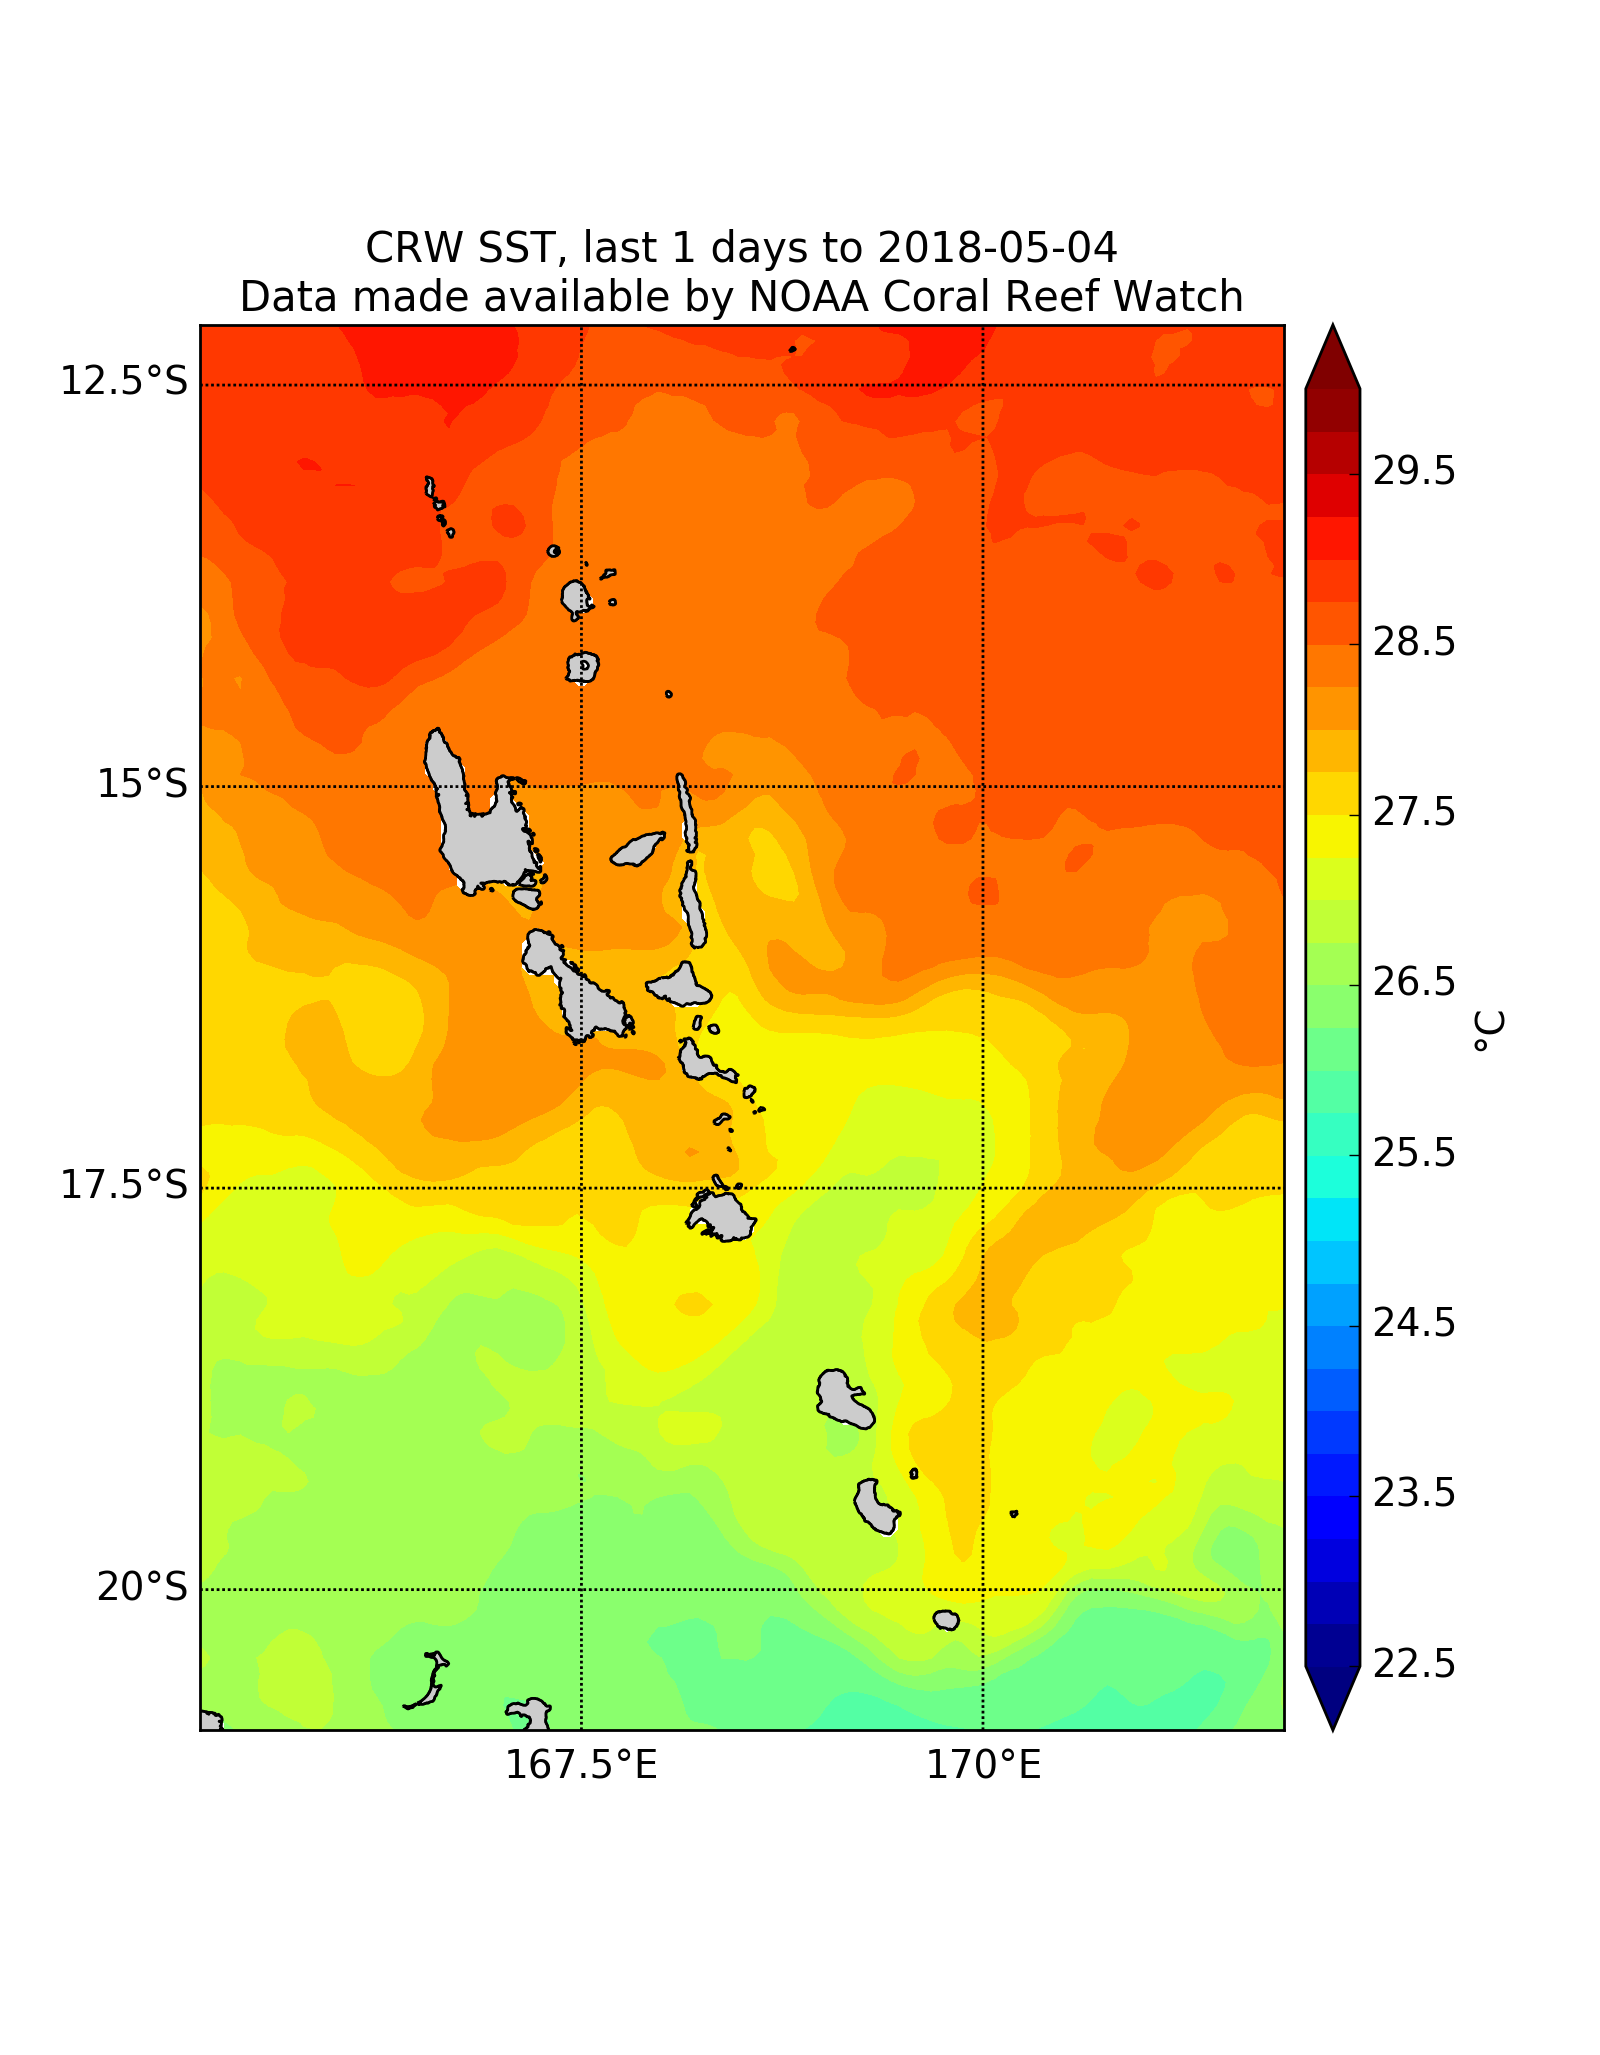 CRW SST, last 1 days to 2018-05-04
Data made available by NOAA Coral Reef Watch
12.5°S
15°S
17.5°S
20°S
167.5°E
170°E
29.5
28.5
27.5
26.5
25.5
24.5
23.5
22.5
°C